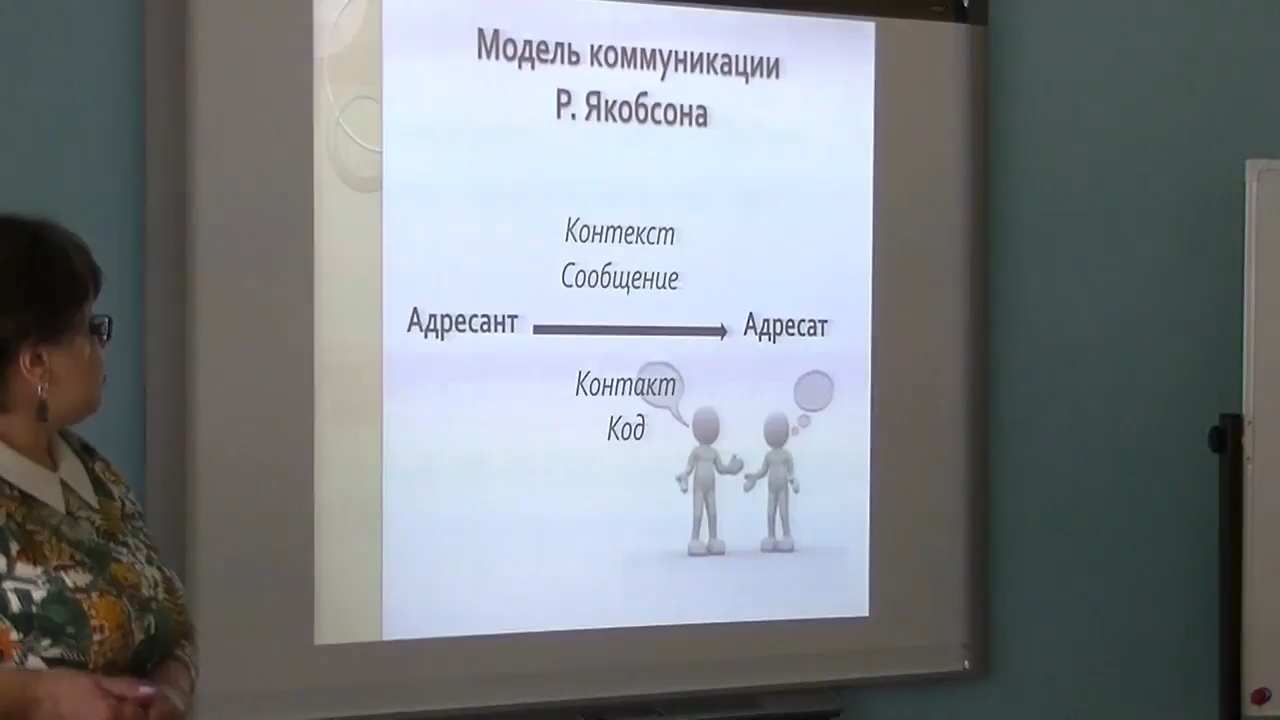 Модель коммуникации
Р. Якобсона
Контекст
Сообщение
Адресант
Адресат
Контакт
Код